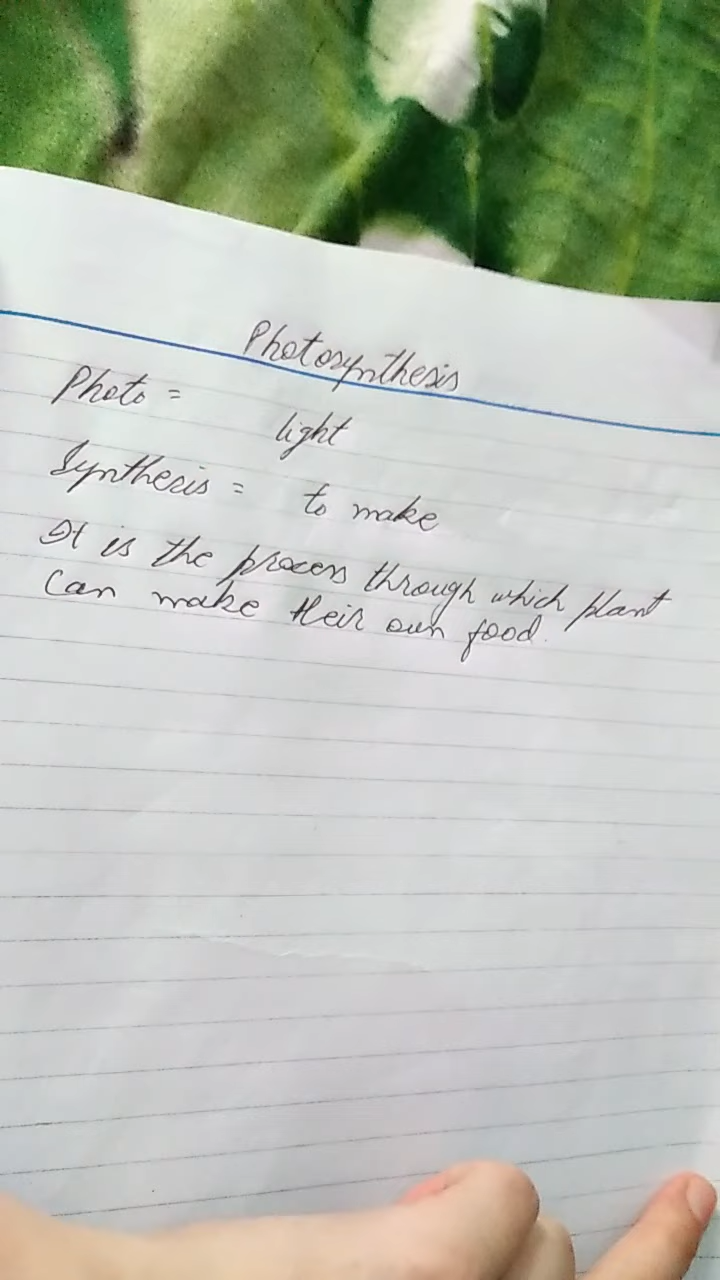 Photosynthesis
Photo = light
Synthesis = to make
It is the process through which plant
Can make their own food.